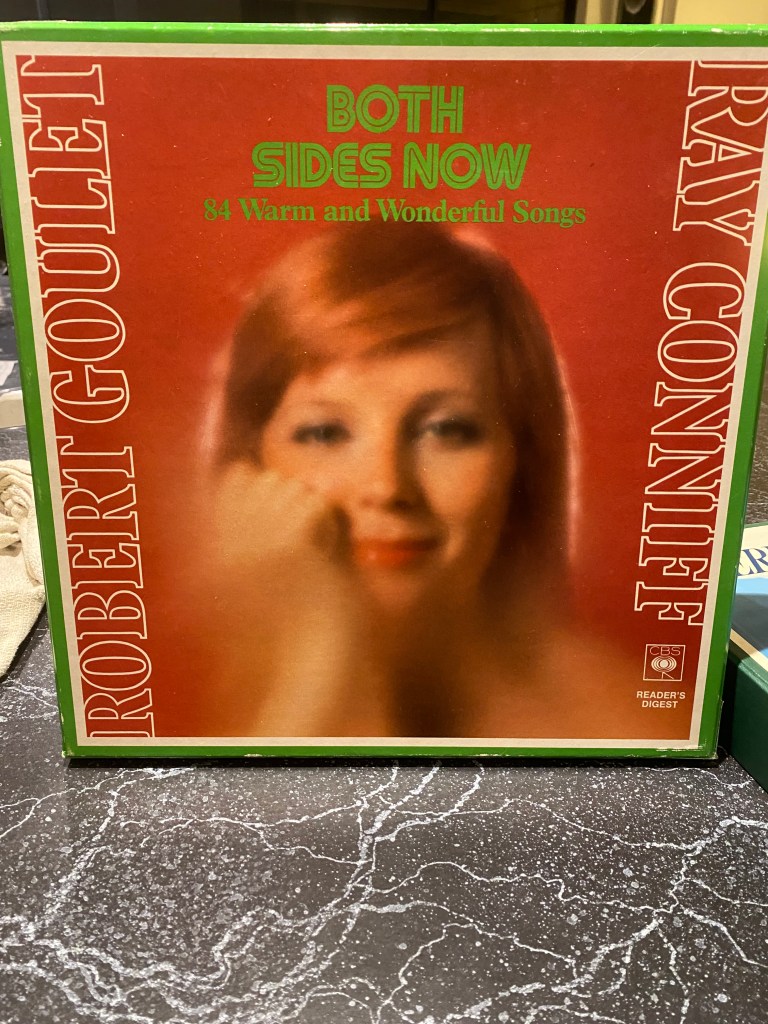 BOTH
SIDES NOW
84 Warm and Wonderful Songs
ROBERT GOULET
RAY CONNIFF
CBS
READER'S
DIGEST